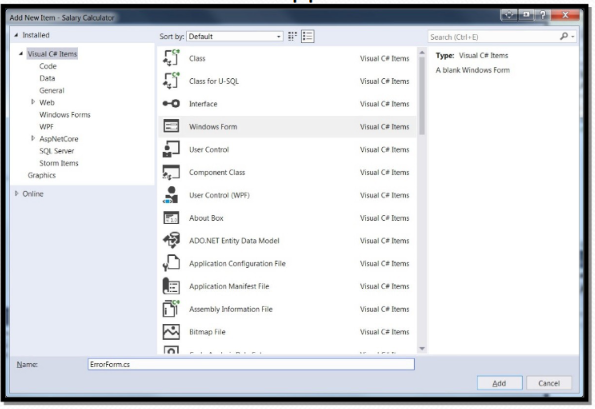 Add New Item - Salary Calculator
Installed
Sort by: Default
Search (Ctrl+E)
Visual C# Items
Code
Data
General
Web
Windows Forms
WPF
AspNetCore
SQL Server
Storm Items
Graphics
Online
Class Visual C# Items
Class for U-SQL Visual C# Items
Interface Visual C# Items
Windows Form Visual C# Items
User Control Visual C# Items
Component Class Visual C# Items
User Control (WPF) Visual C# Items
About Box Visual C# Items
ADO.NET Entity Data Model Visual C# Items
Application Configuration File Visual C# Items
Application Manifest File Visual C# Items
Assembly Information File Visual C# Items
Bitmap File Visual C# Items
Type: Visual C# Items
A blank Windows Form
Name: ErrorForm.cs
Add Cancel